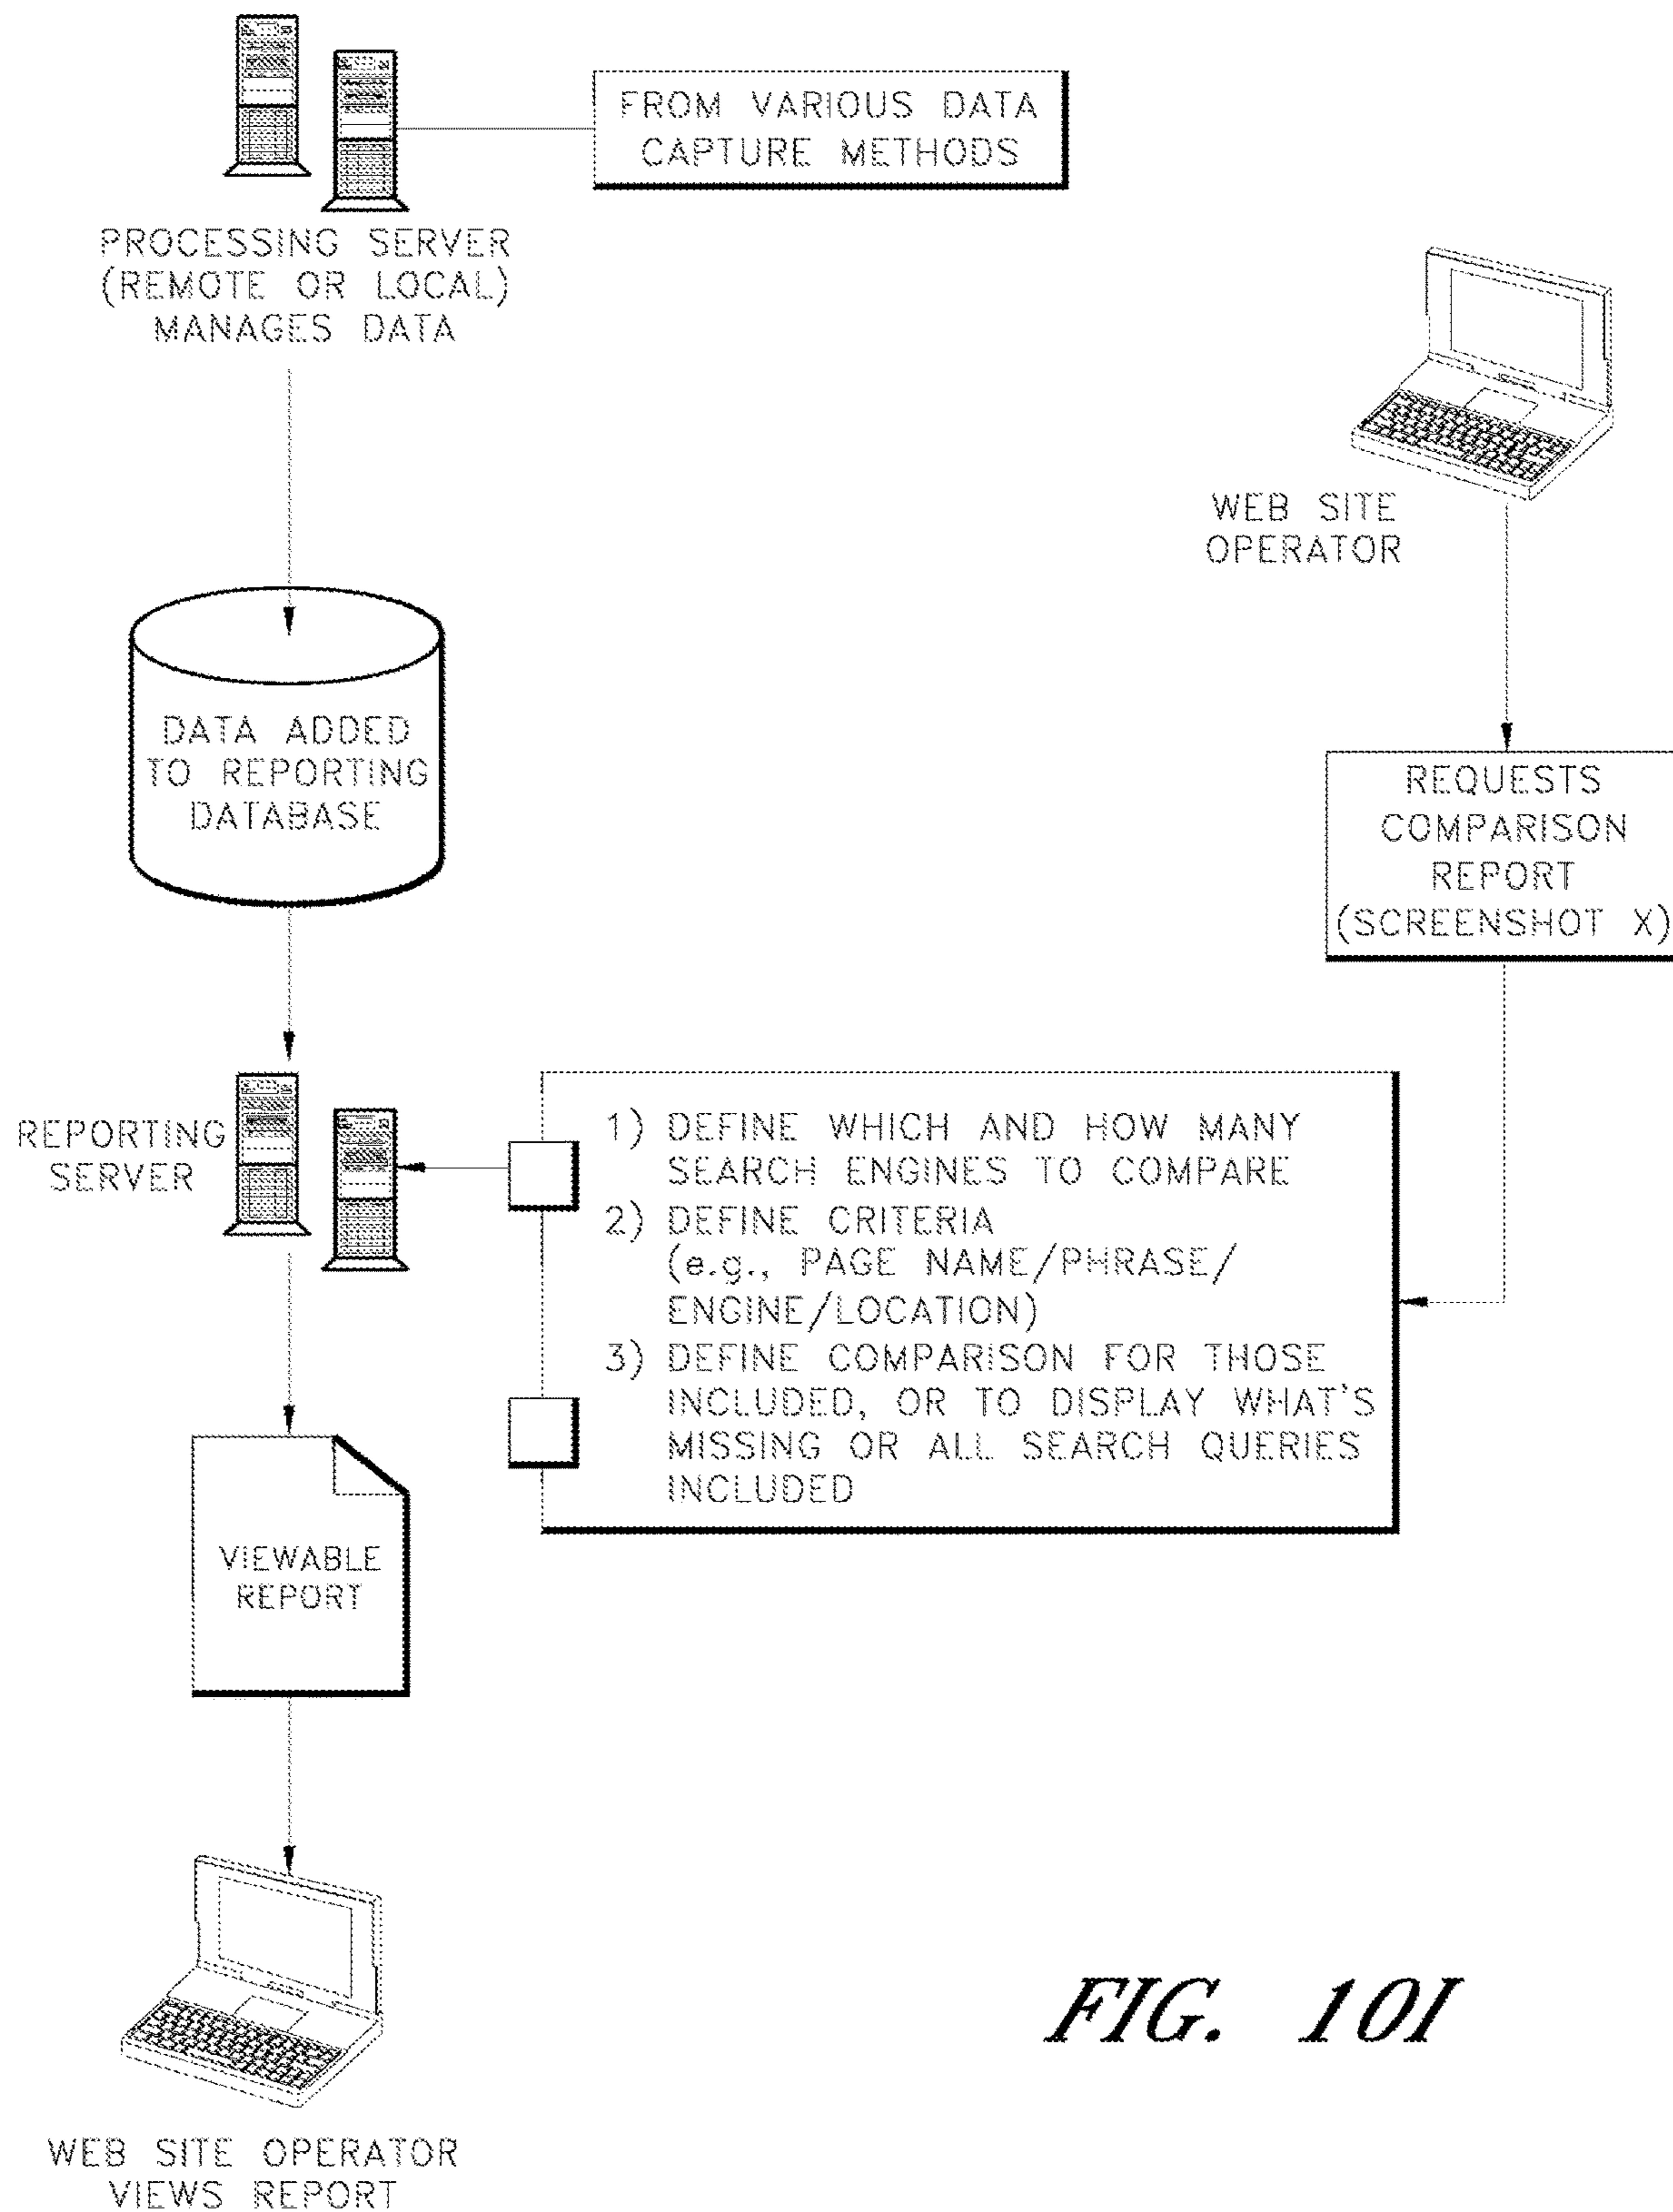 FROM VARIOUS DATA
CAPTURE METHODS
PROCESSING SERVER
(REMOTE OR LOCAL)
MANAGES DATA
WEB SITE
OPERATOR
DATA ADDED
TO REPORTING
DATABASE
REQUESTS
COMPARISON
REPORT
(SCREENSHOT X)
REPORTING
SERVER
1) DEFINE WHICH AND HOW MANY
SEARCH ENGINES TO COMPARE
2) DEFINE CRITERIA
(e.g., PAGE NAME/PHRASE/
ENGINE/LOCATION)
3) DEFINE COMPARISON FOR THOSE
INCLUDED, OR TO DISPLAY WHAT'S
MISSING OR ALL SEARCH QUERIES
INCLUDED
VIEWABLE
REPORT
WEB SITE OPERATOR
VIEWS REPORT
FIG. 10I